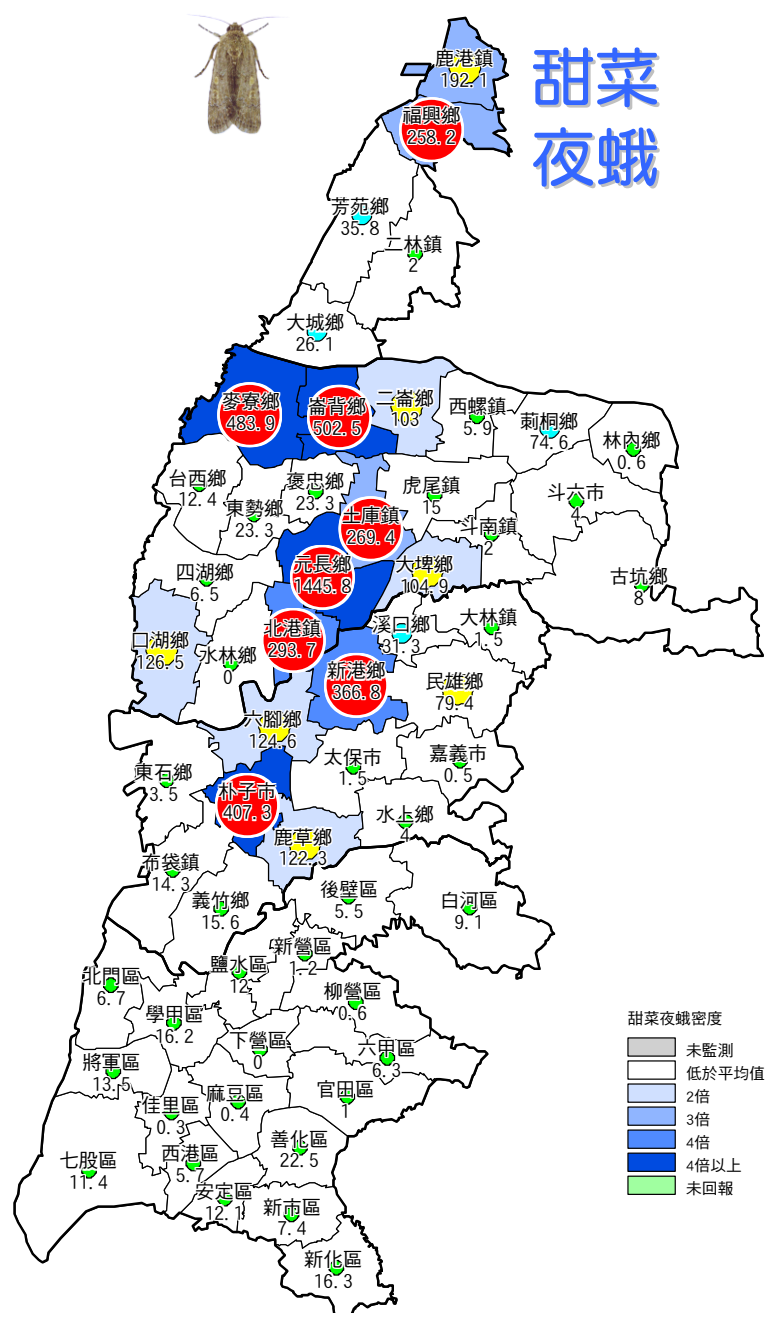 甜菜
夜蛾
鹿港鎮
192.1
福興鄉
258.2
芳苑鄉
35.8
二林鎮
2
大城鄉
26.1
麥寮鄉
483.9
崙背鄉
502.5
二崙鄉
103
西螺鎮
5.9
莿桐鄉
74.6
林內鄉
0.6
台西鄉
12.4
東勢鄉
23.3
褒忠鄉
23.3
土庫鎮
269.4
虎尾鎮
15
斗南鎮
2
斗六市
4
古坑鄉
8
四湖鄉
6.5
元長鄉
1445.8
大埤鄉
104.9
口湖鄉
126.5
水林鄉
0
北港鎮
293.7
溪口鄉
31.3
大林鎮
1.5
新港鄉
366.8
民雄鄉
79.4
六腳鄉
124.6
東石鄉
3.5
朴子市
407.3
太保市
1.5
嘉義市
0.5
水上鄉
4
鹿草鄉
122.3
布袋鎮
14.3
義竹鄉
15.6
後壁區
5.5
白河區
9.1
新營區
1.2
鹽水區
12
北門區
6.7
柳營區
0.6
學甲區
16.2
下營區
0
六甲區
6.3
將軍區
13.5
佳里區
0.3
麻豆區
0.4
官田區
1
善化區
22.5
七股區
11.4
西港區
5.7
安定區
12.1
新市區
7.4
新化區
16.3
甜菜夜蛾密度
未監測
低於平均值
2倍
3倍
4倍
4倍以上
未回報